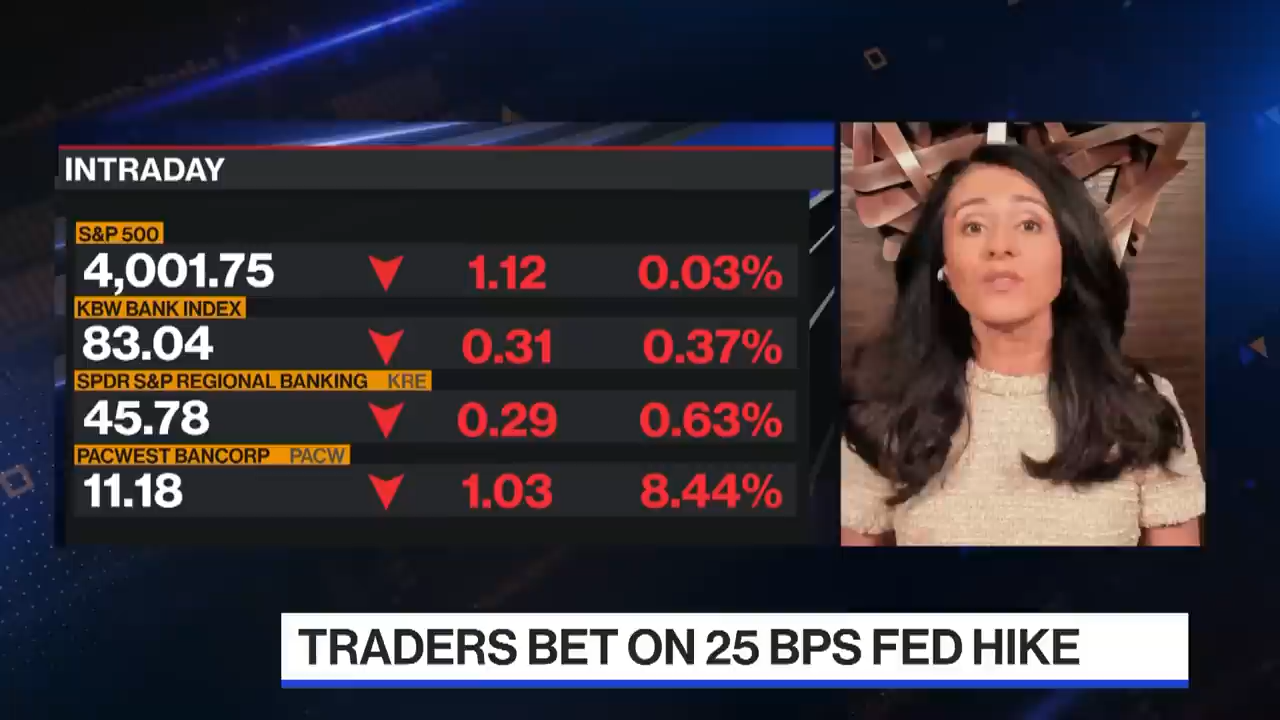 INTRADAY
S&P 500
4,001.75 1.12 0.03%
KBW BANK INDEX
83.04 0.31 0.37%
SPDR S&P REGIONAL BANKING KRE
45.78 0.29 0.63%
PACWEST BANCORP PACW
11.18 1.03 8.44%
TRADERS BET ON 25 BPS FED HIKE